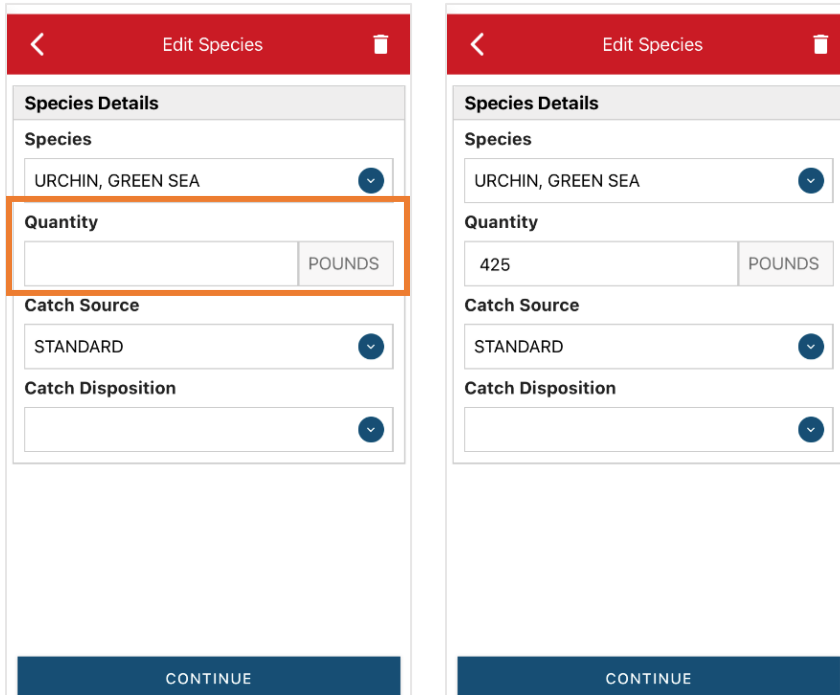 Edit Species
Species Details
Species
URCHIN, GREEN SEA
Quantity
POUNDS
Catch Source
STANDARD
Catch Disposition
CONTINUE
Edit Species
Species Details
Species
URCHIN, GREEN SEA
Quantity
425 POUNDS
Catch Source
STANDARD
Catch Disposition
CONTINUE